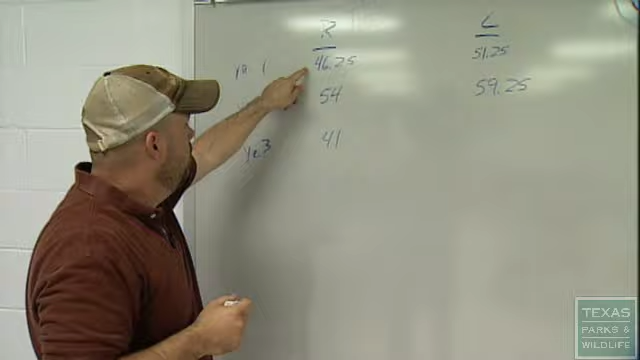 R L
YR 1 46.25 51.25
54 59.25
YR 3 41
TEXAS
PARKS &
WILDLIFE